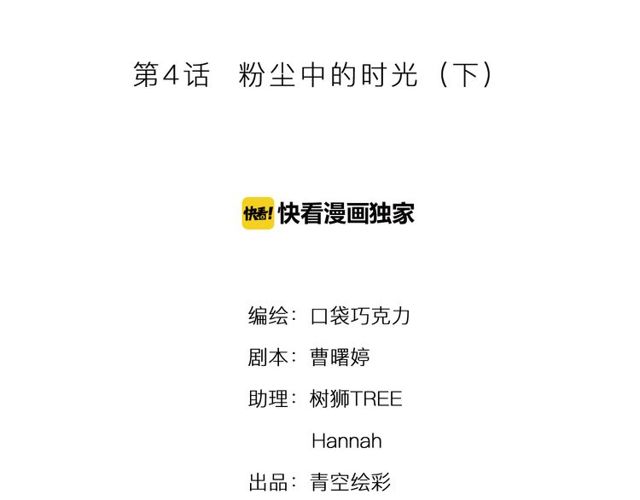 第4话 粉尘中的时光（下）
快看! 快看漫画独家
编绘：口袋巧克力
剧本：曹曙婷
助理：树狮TREE
Hannah
出品：青空绘彩